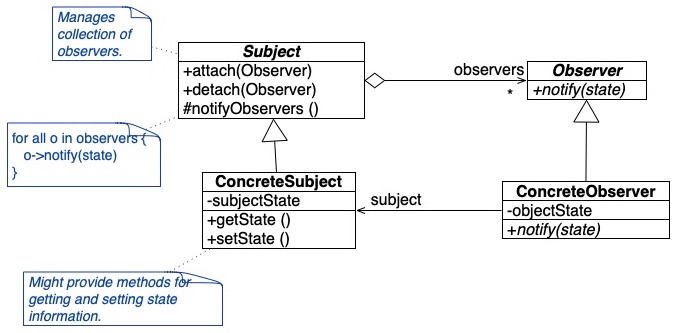 Manages
collection of
observers.
Subject
+attach(Observer)
+detach(Observer)
#notifyObservers ()
observers
*
Observer
+notify(state)
for all o in observers {
o->notify(state)
}
ConcreteSubject
-subjectState
+getState ()
+setState ()
subject
ConcreteObserver
-objectState
+notify(state)
Might provide methods for
getting and setting state
information.